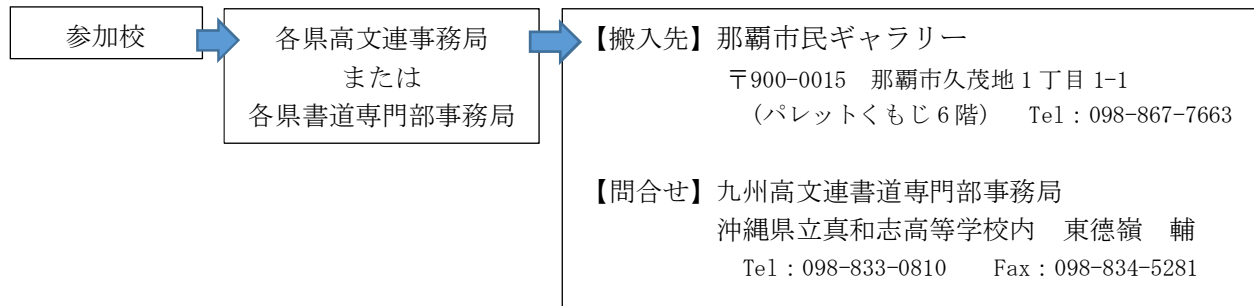 参加校
各県高文連事務局
または
各県書道専門部事務局
【搬入先】那覇市民ギャラリー
〒900-0015　那覇市久茂地１丁目 1-1
（パレットくもじ６階）　Tel：098-867-7663
【問合せ】九州高文連書道専門部事務局
沖縄県立真和志高等学校内　東德嶺　輔
Tel：098-833-0810　　Fax：098-834-5281